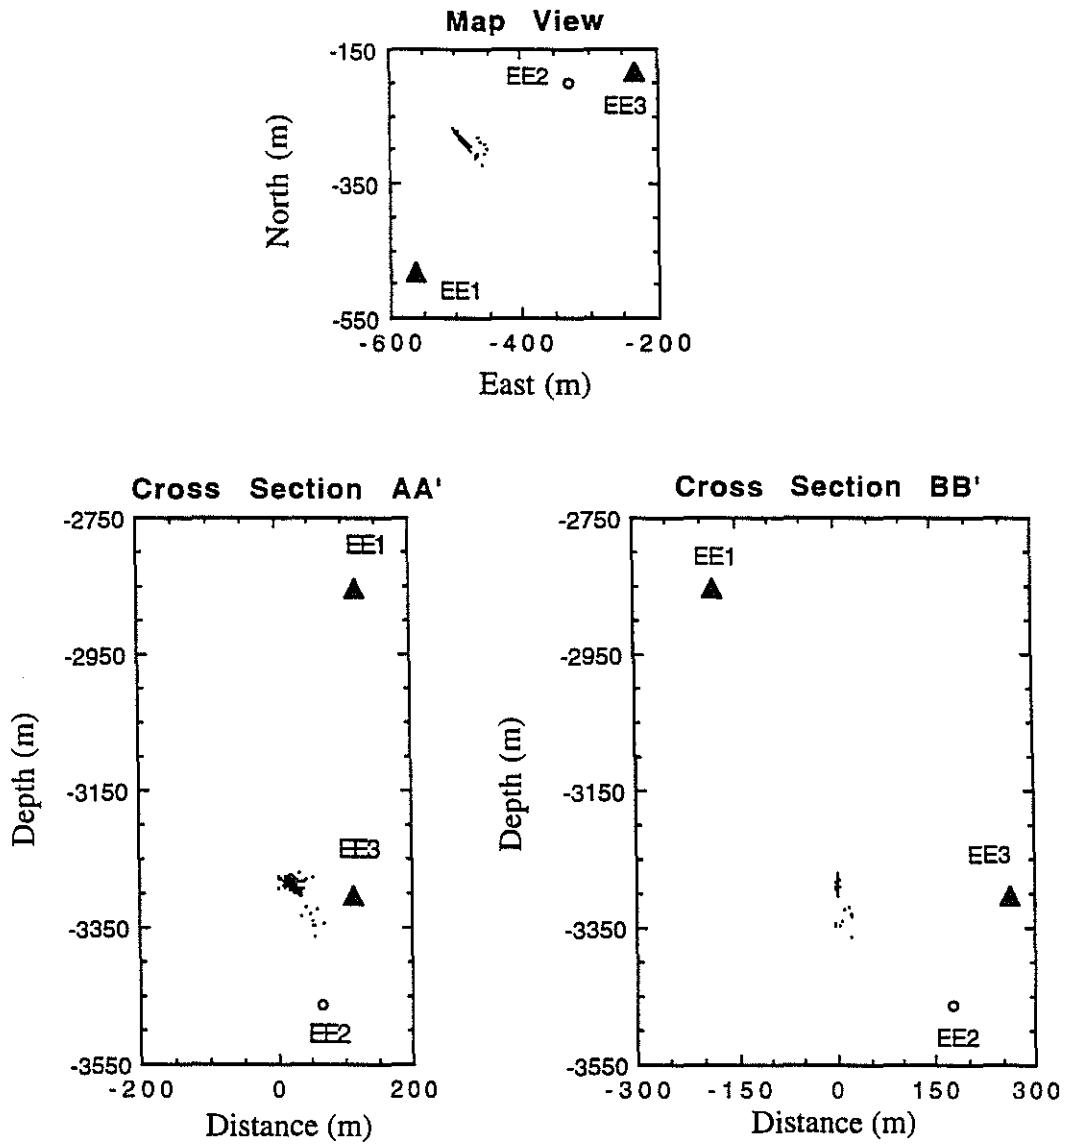 Map View
-150
EE2
EE3
North (m)
-350
EE1
-550
-600
-400
-200
East (m)
Cross Section AA'
-2750
EE1
-2950
Depth (m)
-3150
EE3
-3350
EE2
-3550
-200
0
200
Distance (m)
Cross Section BB'
-2750
EE1
-2950
Depth (m)
-3150
EE3
-3350
EE2
-3550
-300
-150
0
150
300
Distance (m)